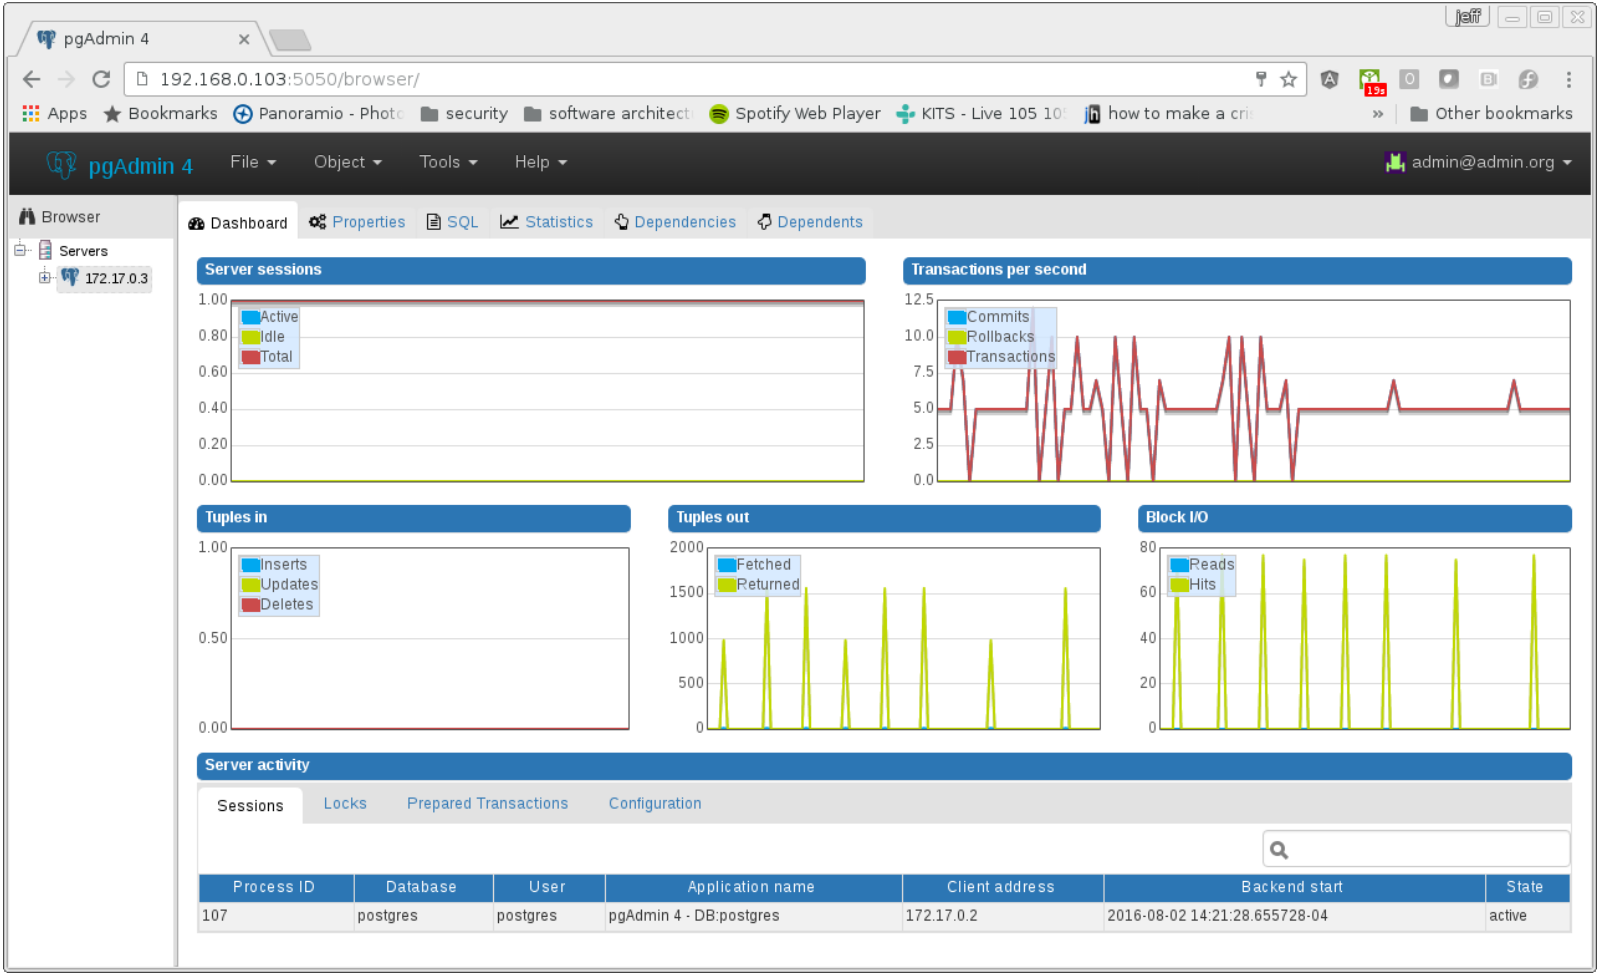 jeff
pgAdmin 4
192.168.0.103:5050/browser/
19s
Apps Bookmarks Panoramio - Photo security software architect Spotify Web Player KITS - Live 105 105 how to make a cri » Other bookmarks
pgAdmin 4 File Object Tools Help admin@admin.org
Browser
Dashboard Properties SQL Statistics Dependencies Dependents
Servers
172.17.0.3
Server sessions
1.00
0.80
0.60
0.40
0.20
0.00
Active
Idle
Total
Transactions per second
12.5
10.0
7.5
5.0
2.5
0.0
Commits
Rollbacks
Transactions
Tuples in
1.00
0.50
0.00
Inserts
Updates
Deletes
Tuples out
2000
1500
1000
500
0
Fetched
Returned
Block I/O
80
60
40
20
0
Reads
Hits
Server activity
Sessions Locks Prepared Transactions Configuration
Process ID Database User Application name Client address Backend start State
107 postgres postgres pgAdmin 4 - DB:postgres 172.17.0.2 2016-08-02 14:21:28.655728-04 active